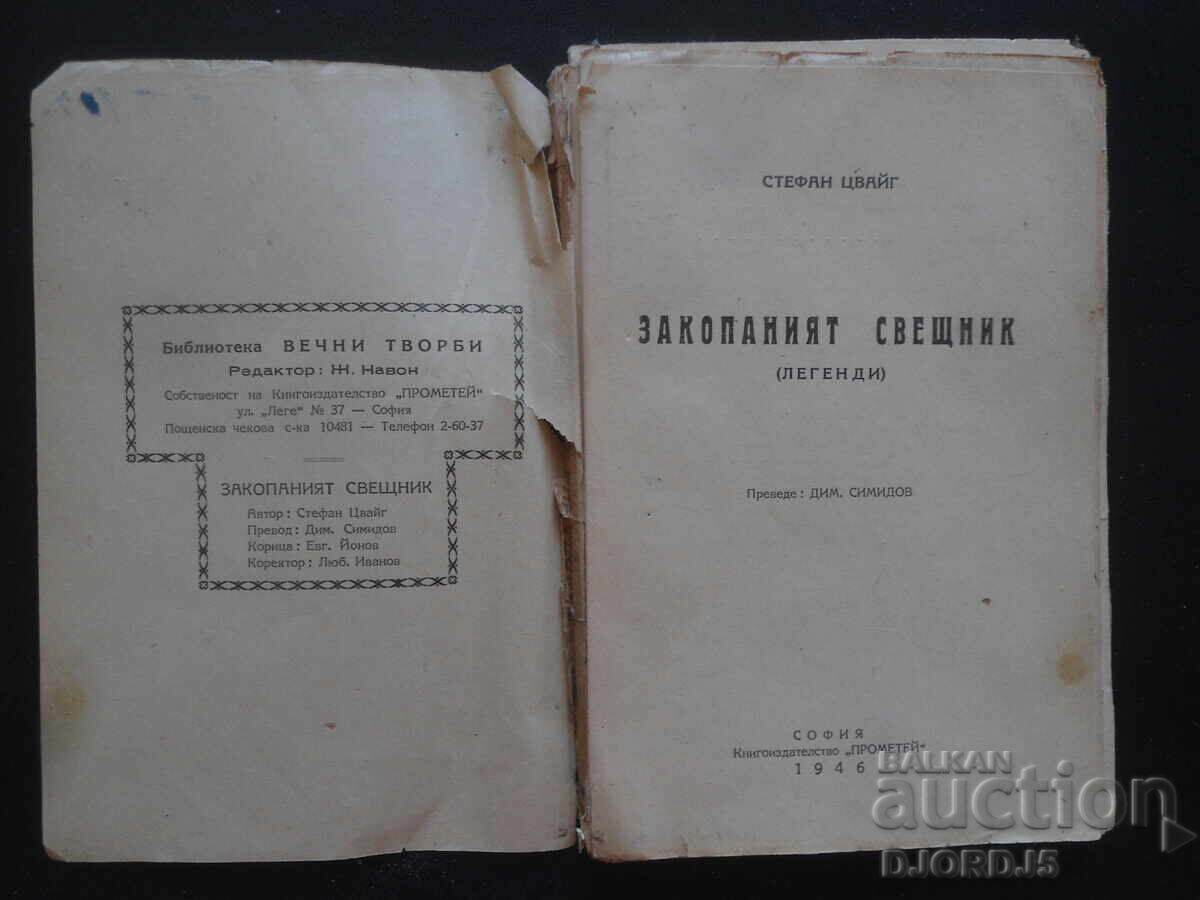 Библиотека ВЕЧНИ ТВОРБИ
Редактор: Ж. Навон
Собственост на Книгоиздателство „ПРОМЕТЕЙ“
ул. „Леге“ № 37 — София
Пощенска чекова с-ка 10481 — Телефон 2-60-37
ЗАКОПАНИЯТ СВЕЩНИК
Автор: Стефан Цвайг
Превод: Дим. Симидов
Корица: Евг. Йонов
Коректор: Люб. Иванов
СТЕФАН ЦВАЙГ
ЗАКОПАНИЯТ СВЕЩНИК
(ЛЕГЕНДИ)
Преведе: ДИМ. СИМИДОВ
СОФИЯ
Книгоиздателство „ПРОМЕТЕЙ“
1946
BALKAN
auction
DJORDJ5